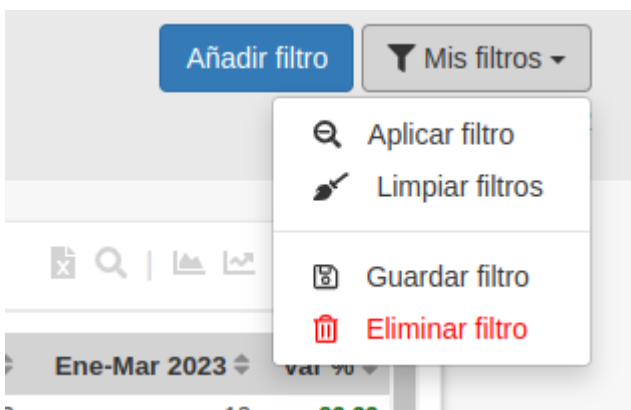 Añadir filtro
Mis filtros
Aplicar filtro
Limpiar filtros
Guardar filtro
Eliminar filtro
Ene-Mar 2023